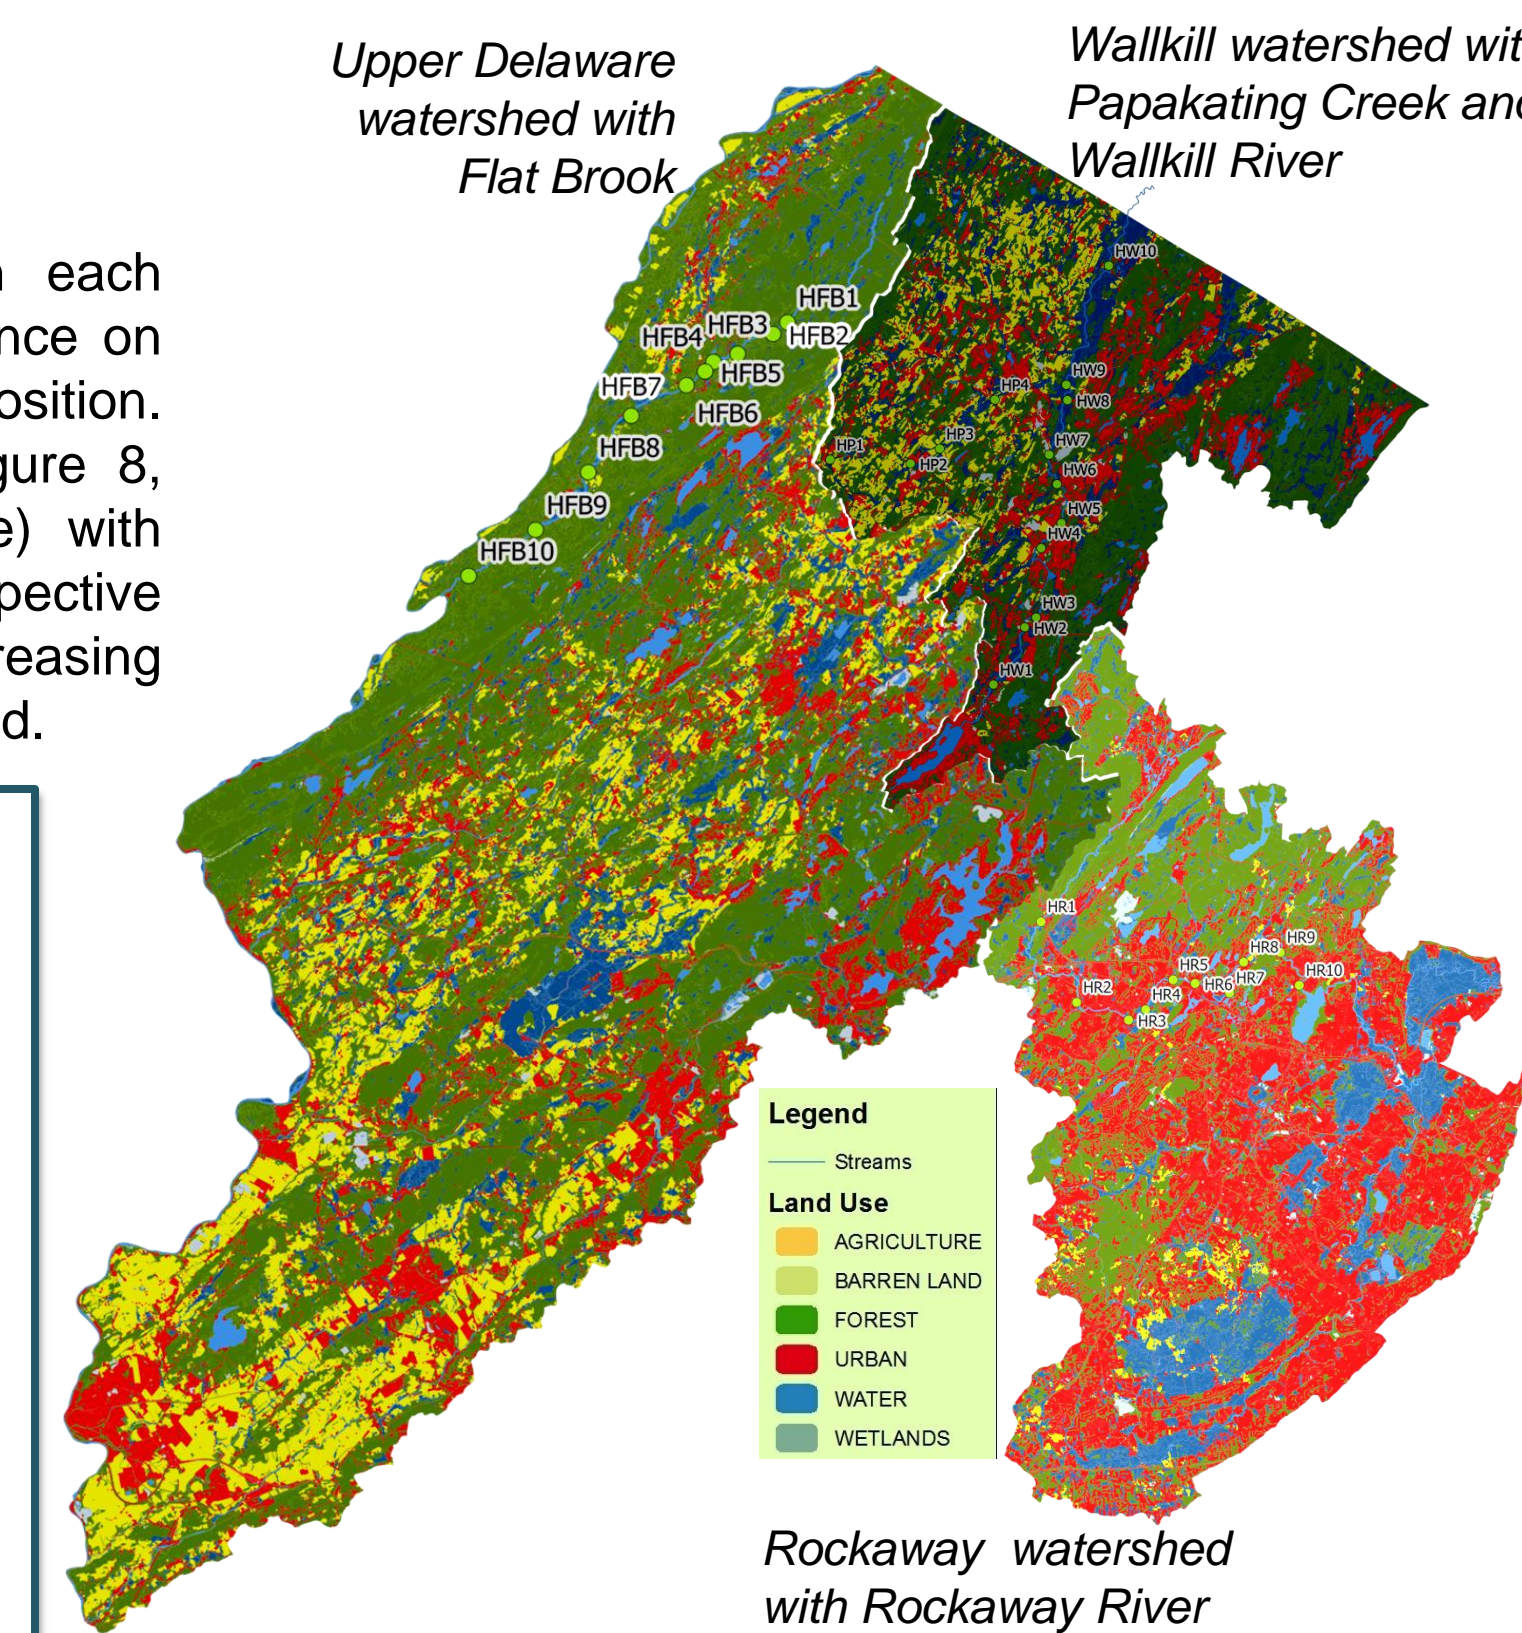 Upper Delaware
watershed with
Flat Brook
Wallkill watershed wit
Papakating Creek and
Wallkill River
each
nce on
osition.
gure 8,
e) with
pective
reasing
d.
HW10
HFB1
HFB2
HFB3
HFB4
HFB5
HFB7
HFB6
HFB8
HFB9
HFB10
HP4
HW9
HW8
HP1
HP3
HP2
HW7
HW6
HW5
HW4
HW3
HW2
HW1
HR1
HR9
HR8
HR5
HR7
HR6
HR10
HR2
HR4
HR3
Legend
Streams
Land Use
AGRICULTURE
BARREN LAND
FOREST
URBAN
WATER
WETLANDS
Rockaway watershed
with Rockaway River